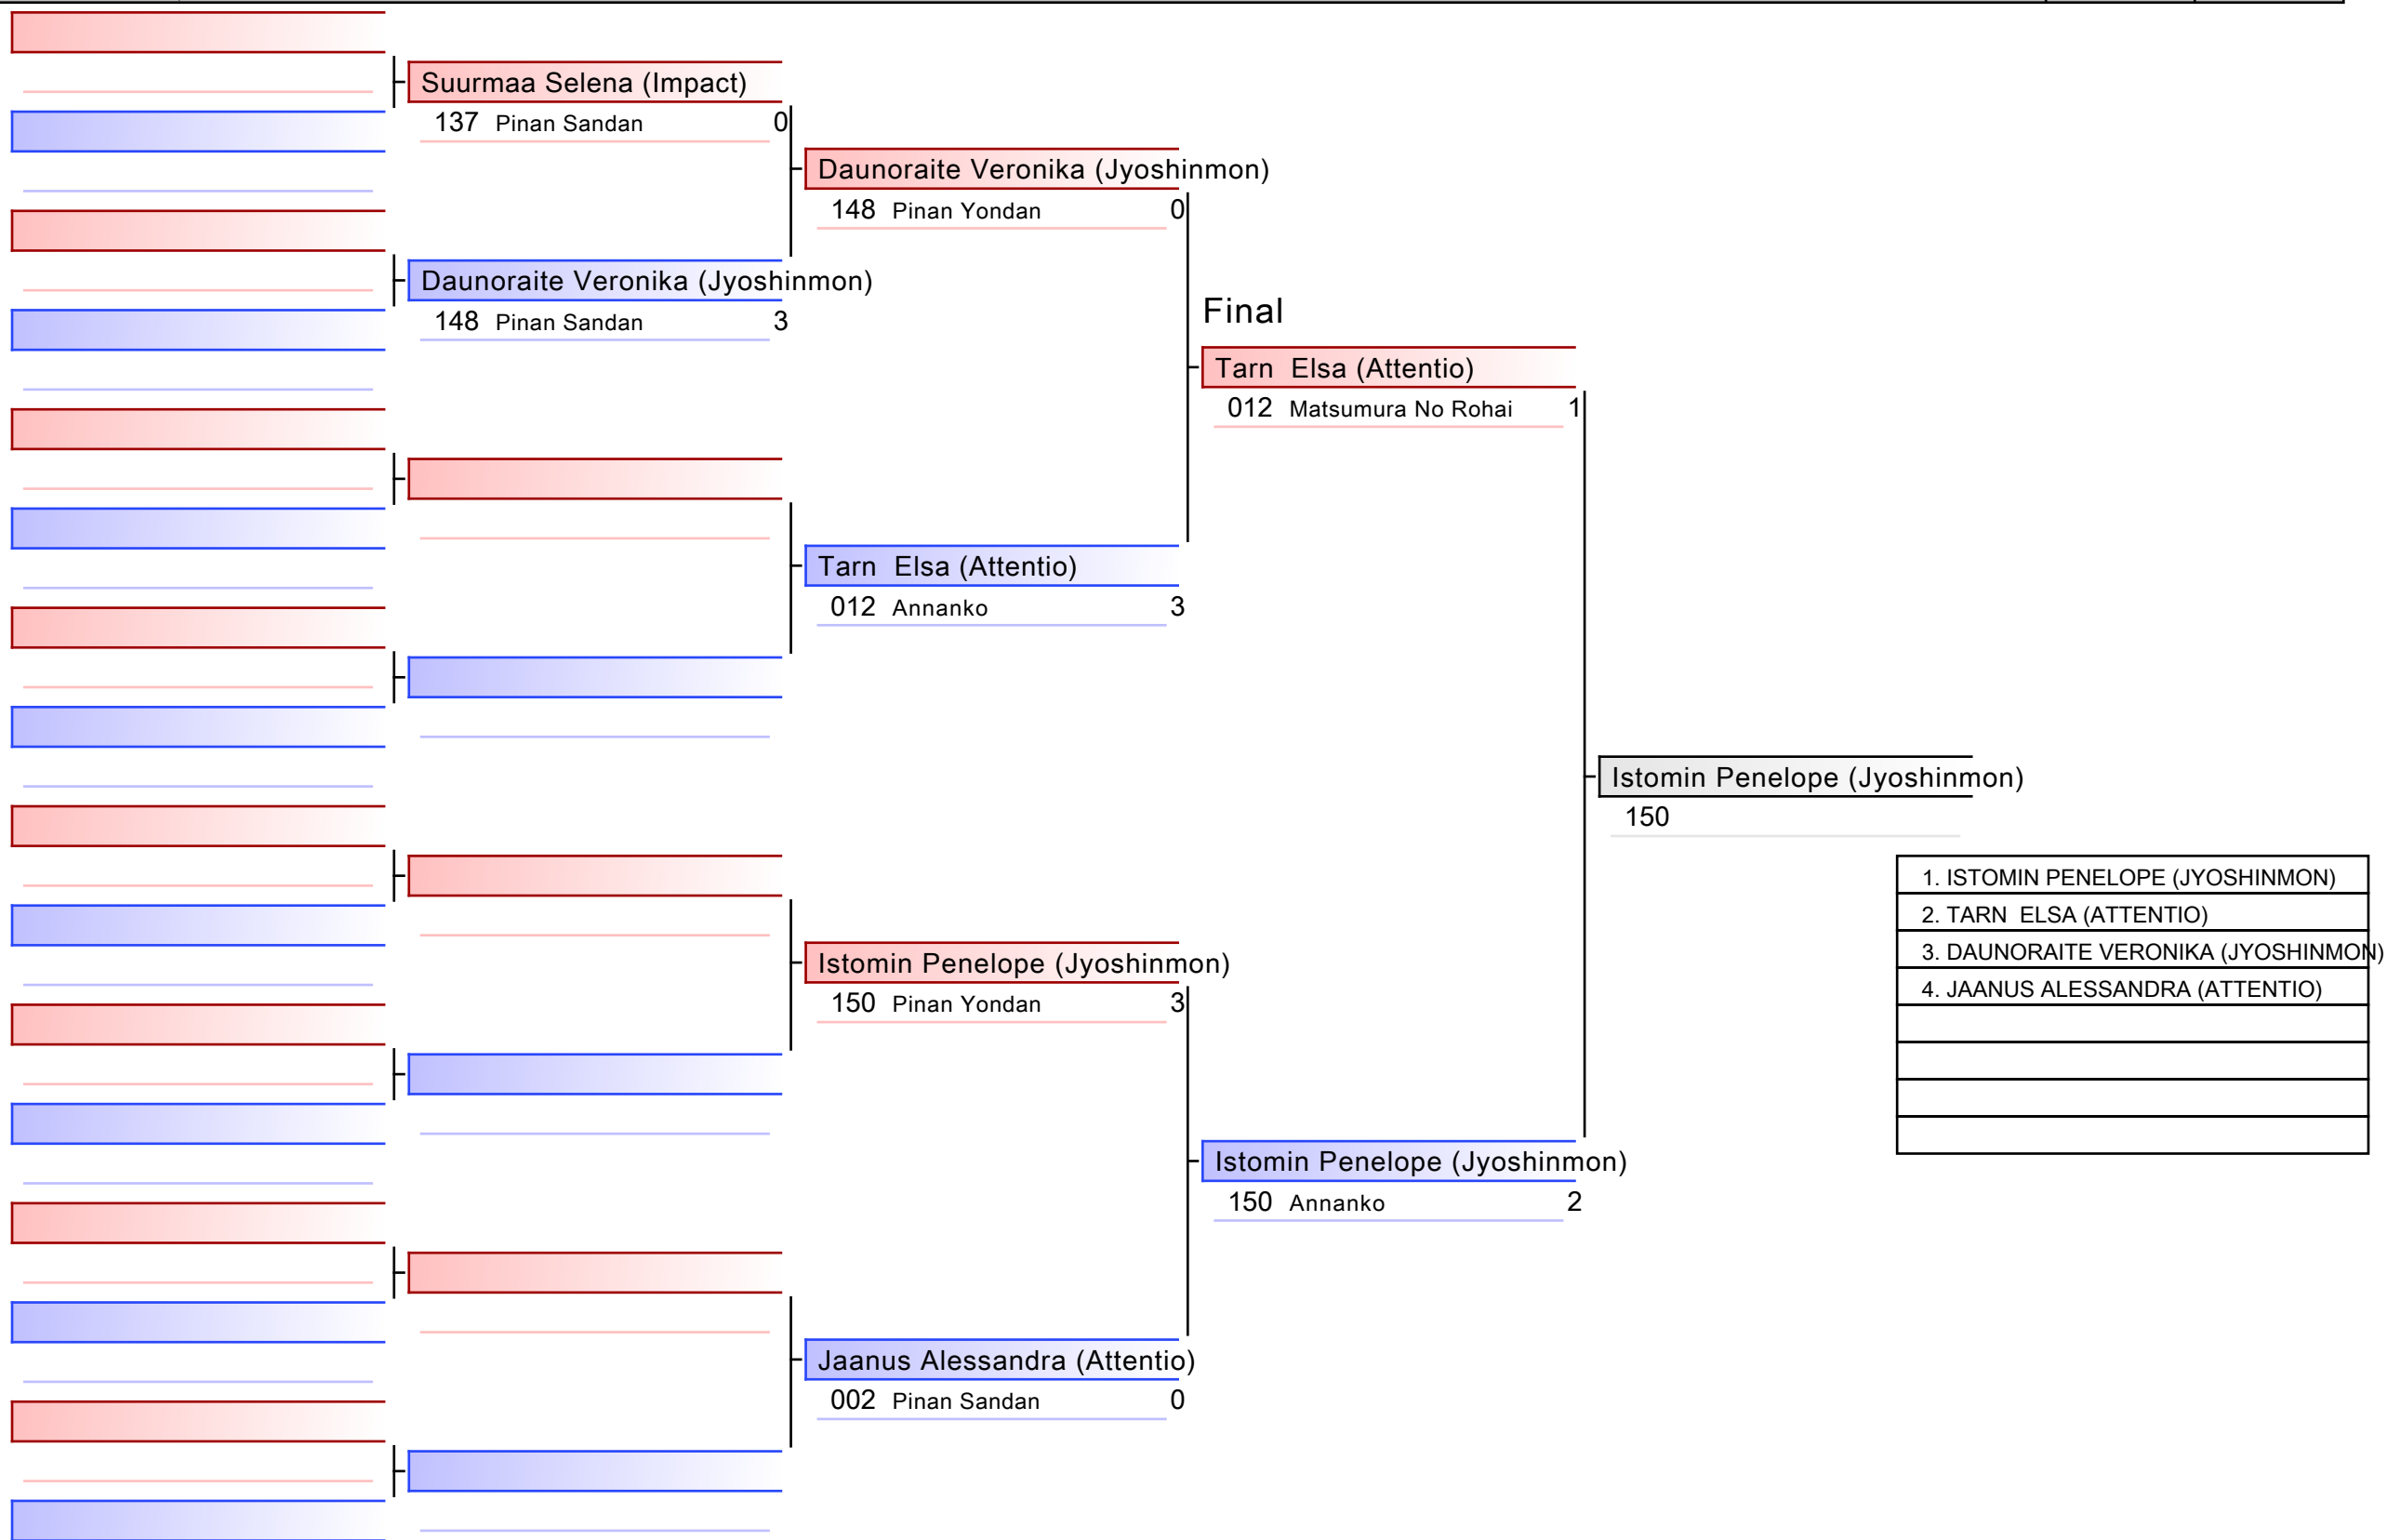 Suurmaa Selena (Impact)
137 Pinan Sandan 0
Daunoraite Veronika (Jyoshinmon)
148 Pinan Yondan 0
Daunoraite Veronika (Jyoshinmon)
148 Pinan Sandan 3
Final
Tarn Elsa (Attentio)
012 Matsumura No Rohai 1
Tarn Elsa (Attentio)
012 Annanko 3
Istomin Penelope (Jyoshinmon)
150
1. ISTOMIN PENELOPE (JYOSHINMON)
2. TARN ELSA (ATTENTIO)
3. DAUNORAITE VERONIKA (JYOSHINMON)
4. JAANUS ALESSANDRA (ATTENTIO)
Istomin Penelope (Jyoshinmon)
150 Pinan Yondan 3
Istomin Penelope (Jyoshinmon)
150 Annanko 2
Jaanus Alessandra (Attentio)
002 Pinan Sandan 0